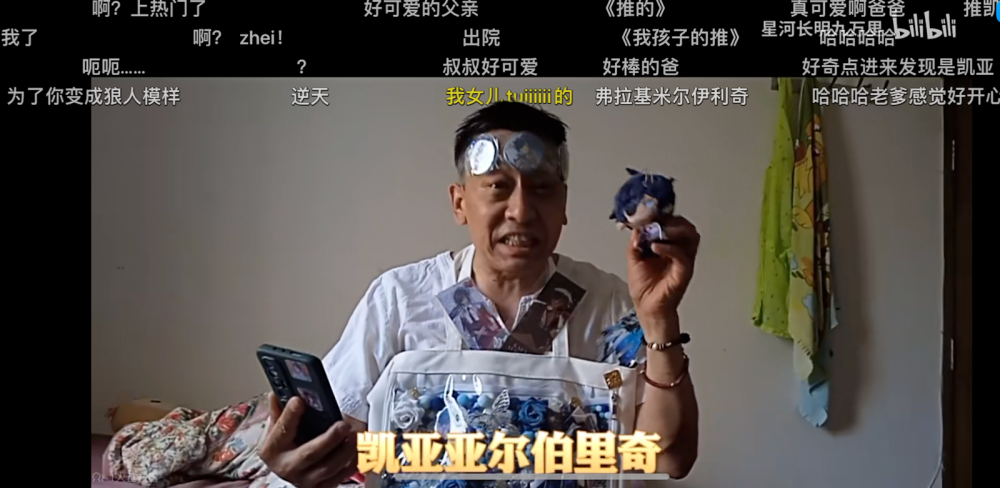 啊？上热门了 好可爱的父亲 《推的》 真可爱啊爸爸 推凯
我了 啊？ zhei！ 出院 《我孩子的推》 星河长明九万里 哈哈哈哈 bilibili
呃呃…… ？ 叔叔好可爱 好棒的爸 好奇点进来发现是凯亚
为了你变成狼人模样 逆天 我女儿tuijiiiii的 弗拉基米尔伊利奇 哈哈哈老爹感觉好开心
凯亚亚尔伯里奇